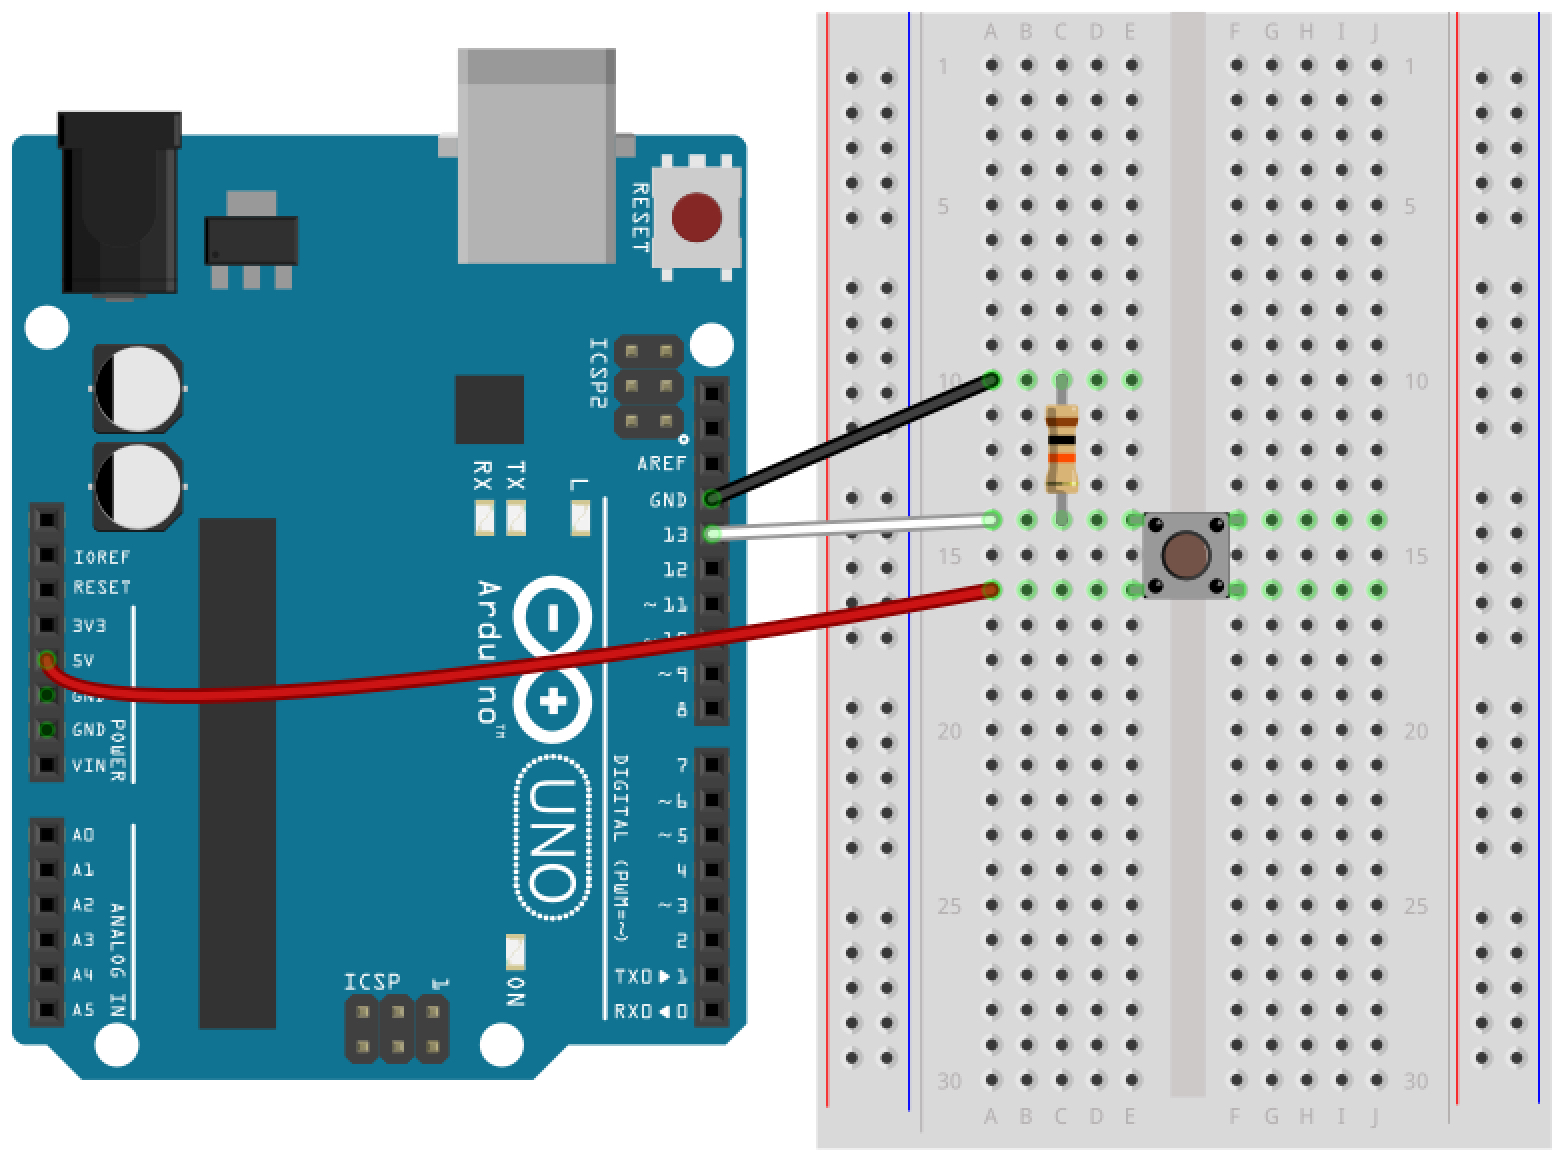 A B C D E F G H I J
1 1
5 5
10 10
15 15
20 20
25 25
30 30
A B C D E F G H I J
RESET
ICSP2
AREF
GND
13
12
~11
~9
8
RX
TX
L
Arduino™
UNO
DIGITAL (PWM=~)
7
~6
~5
4
~3
2
TX0▶1
RX0◀0
IOREF
RESET
3V3
5V
GND
GND
VIN
POWER
A0
A1
A2
A3
A4
A5
ANALOG IN
ICSP
1
ON